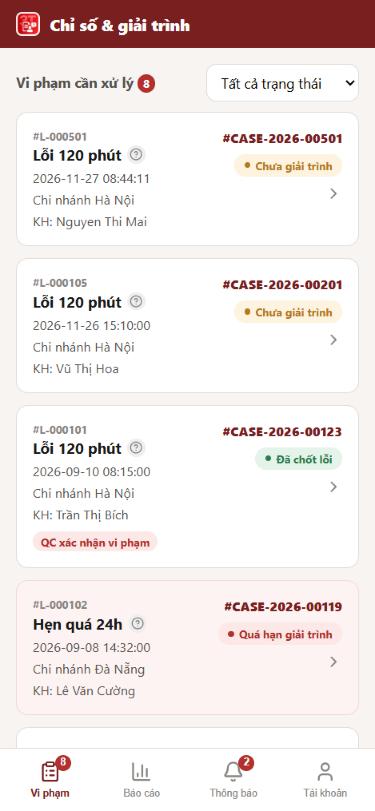 Chỉ số & giải trình
Vi phạm cần xử lý 8
Tất cả trạng thái
#L-000501
#CASE-2026-00501
Lỗi 120 phút
Chưa giải trình
2026-11-27 08:44:11
Chi nhánh Hà Nội
KH: Nguyen Thi Mai
#L-000105
#CASE-2026-00201
Lỗi 120 phút
Chưa giải trình
2026-11-26 15:10:00
Chi nhánh Hà Nội
KH: Vũ Thị Hoa
#L-000101
#CASE-2026-00123
Lỗi 120 phút
Đã chốt lỗi
2026-09-10 08:15:00
Chi nhánh Hà Nội
KH: Trần Thị Bích
QC xác nhận vi phạm
#L-000102
#CASE-2026-00119
Hẹn quá 24h
Quá hạn giải trình
2026-09-08 14:32:00
Chi nhánh Đà Nẵng
KH: Lê Văn Cường
8
2
Vi phạm
Báo cáo
Thông báo
Tài khoản